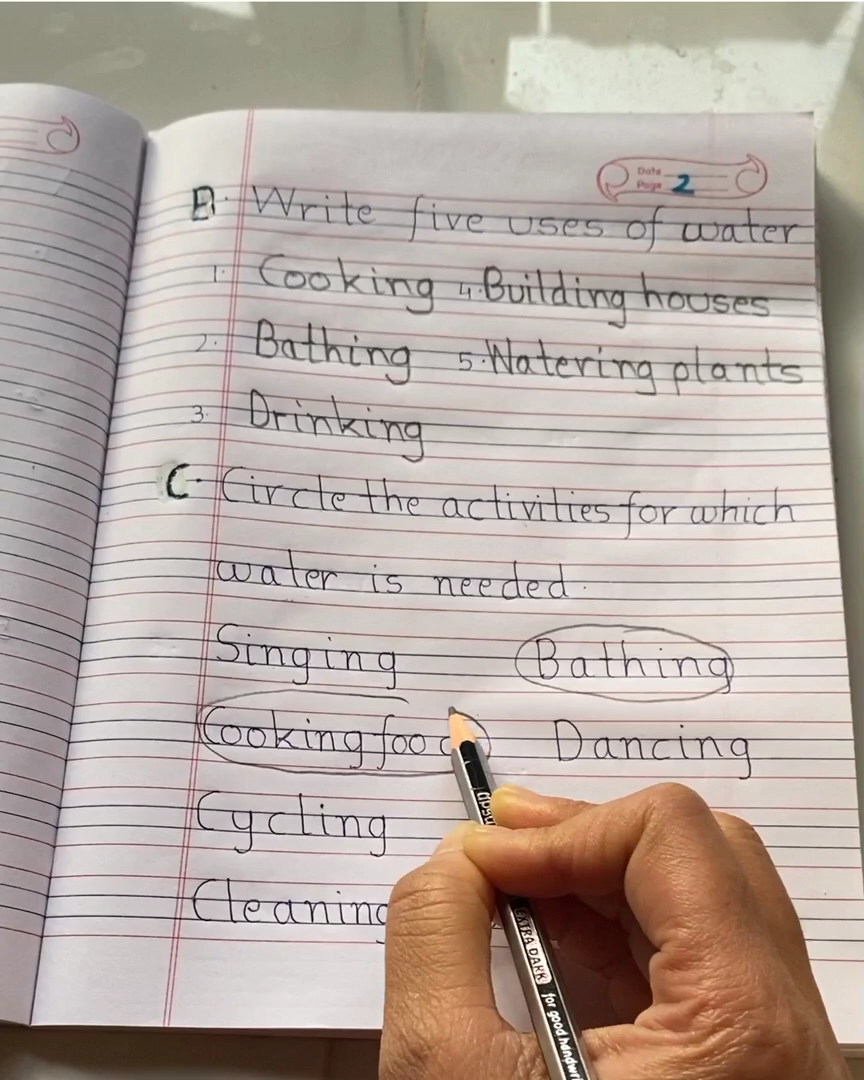 Date
Page 2
B. Write five uses of water
1. Cooking 4. Building houses
2. Bathing 5. Watering plants
3. Drinking
C. Circle the activities for which
water is needed.
Singing Bathing
Cooking food Dancing
Cycling
Cleaning
apsa
EXTRA DARK for good handwri